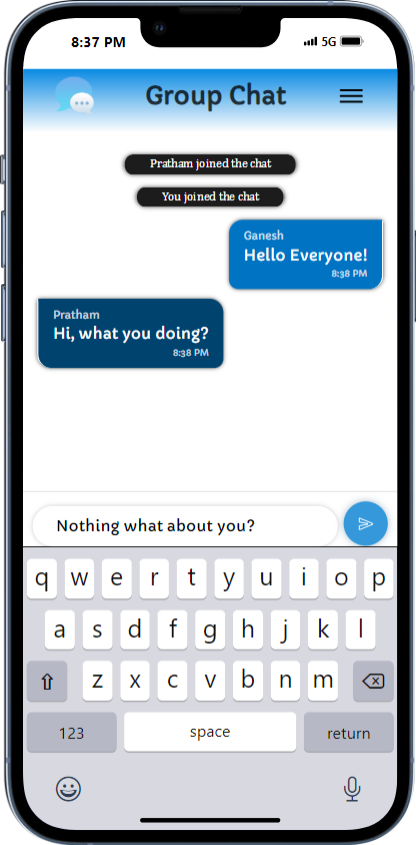 8:37 PM 5G
Group Chat
Pratham joined the chat
You joined the chat
Ganesh
Hello Everyone!
8:38 PM
Pratham
Hi, what you doing?
8:38 PM
Nothing what about you?
q w e r t y u i o p
a s d f g h j k l
z x c v b n m
123 space return